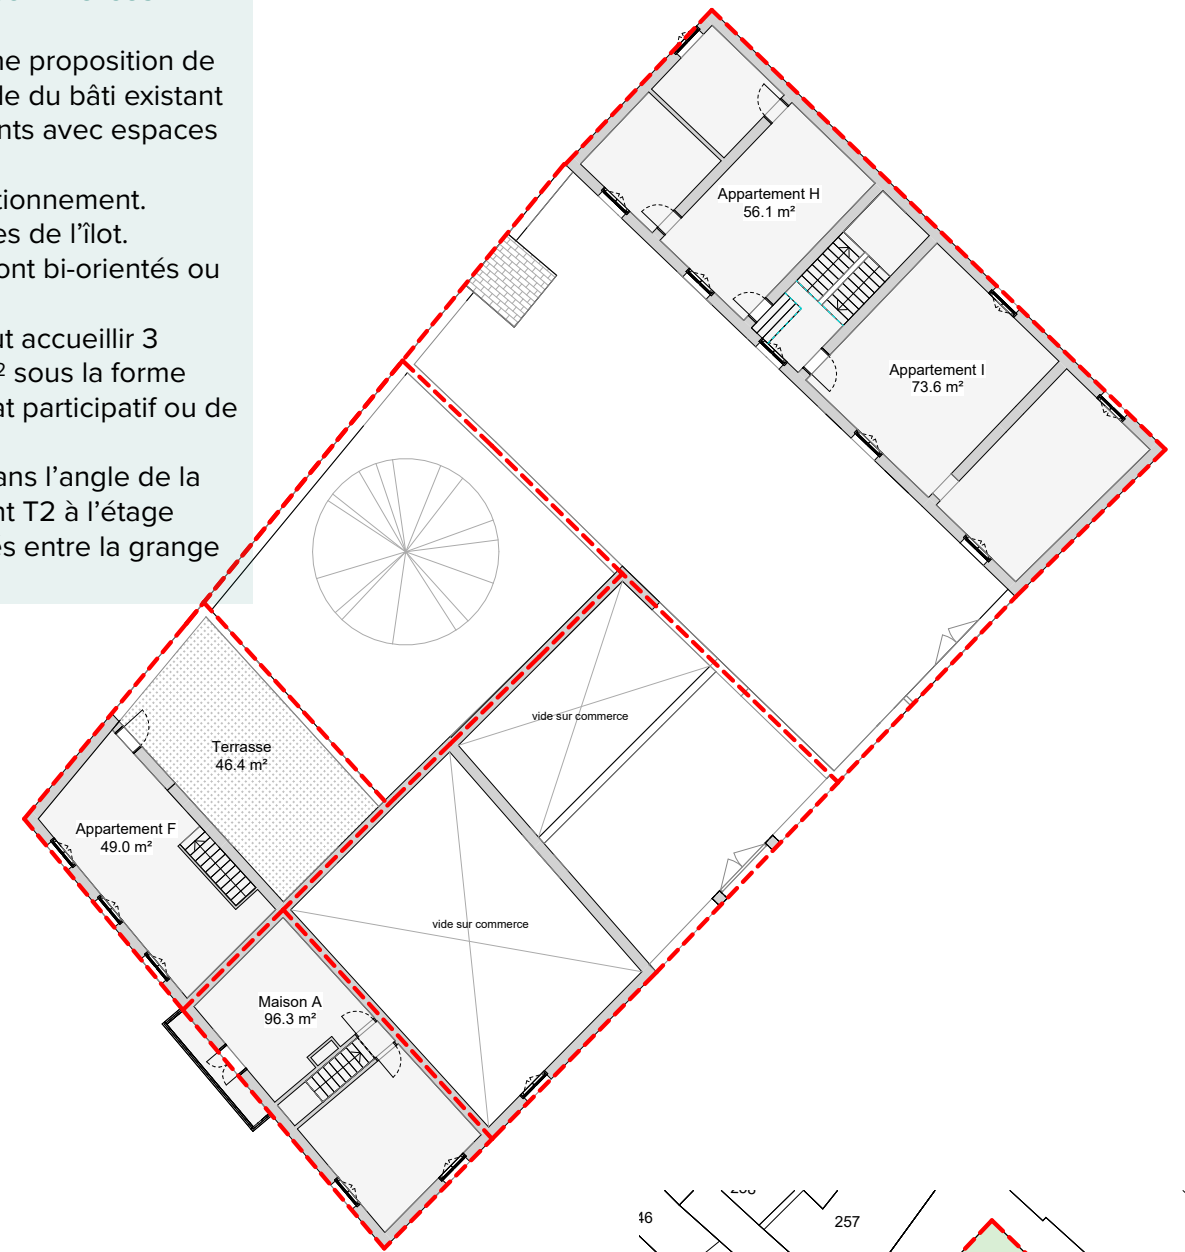 ne proposition de
le du bâti existant
nts avec espaces
tionnement.
es de l’îlot.
ont bi-orientés ou
ut accueillir 3
² sous la forme
at participatif ou de
ans l’angle de la
nt T2 à l’étage
es entre la grange
Appartement H
56.1 m²
Appartement I
73.6 m²
vide sur commerce
Terrasse
46.4 m²
Appartement F
49.0 m²
vide sur commerce
Maison A
96.3 m²
46
257